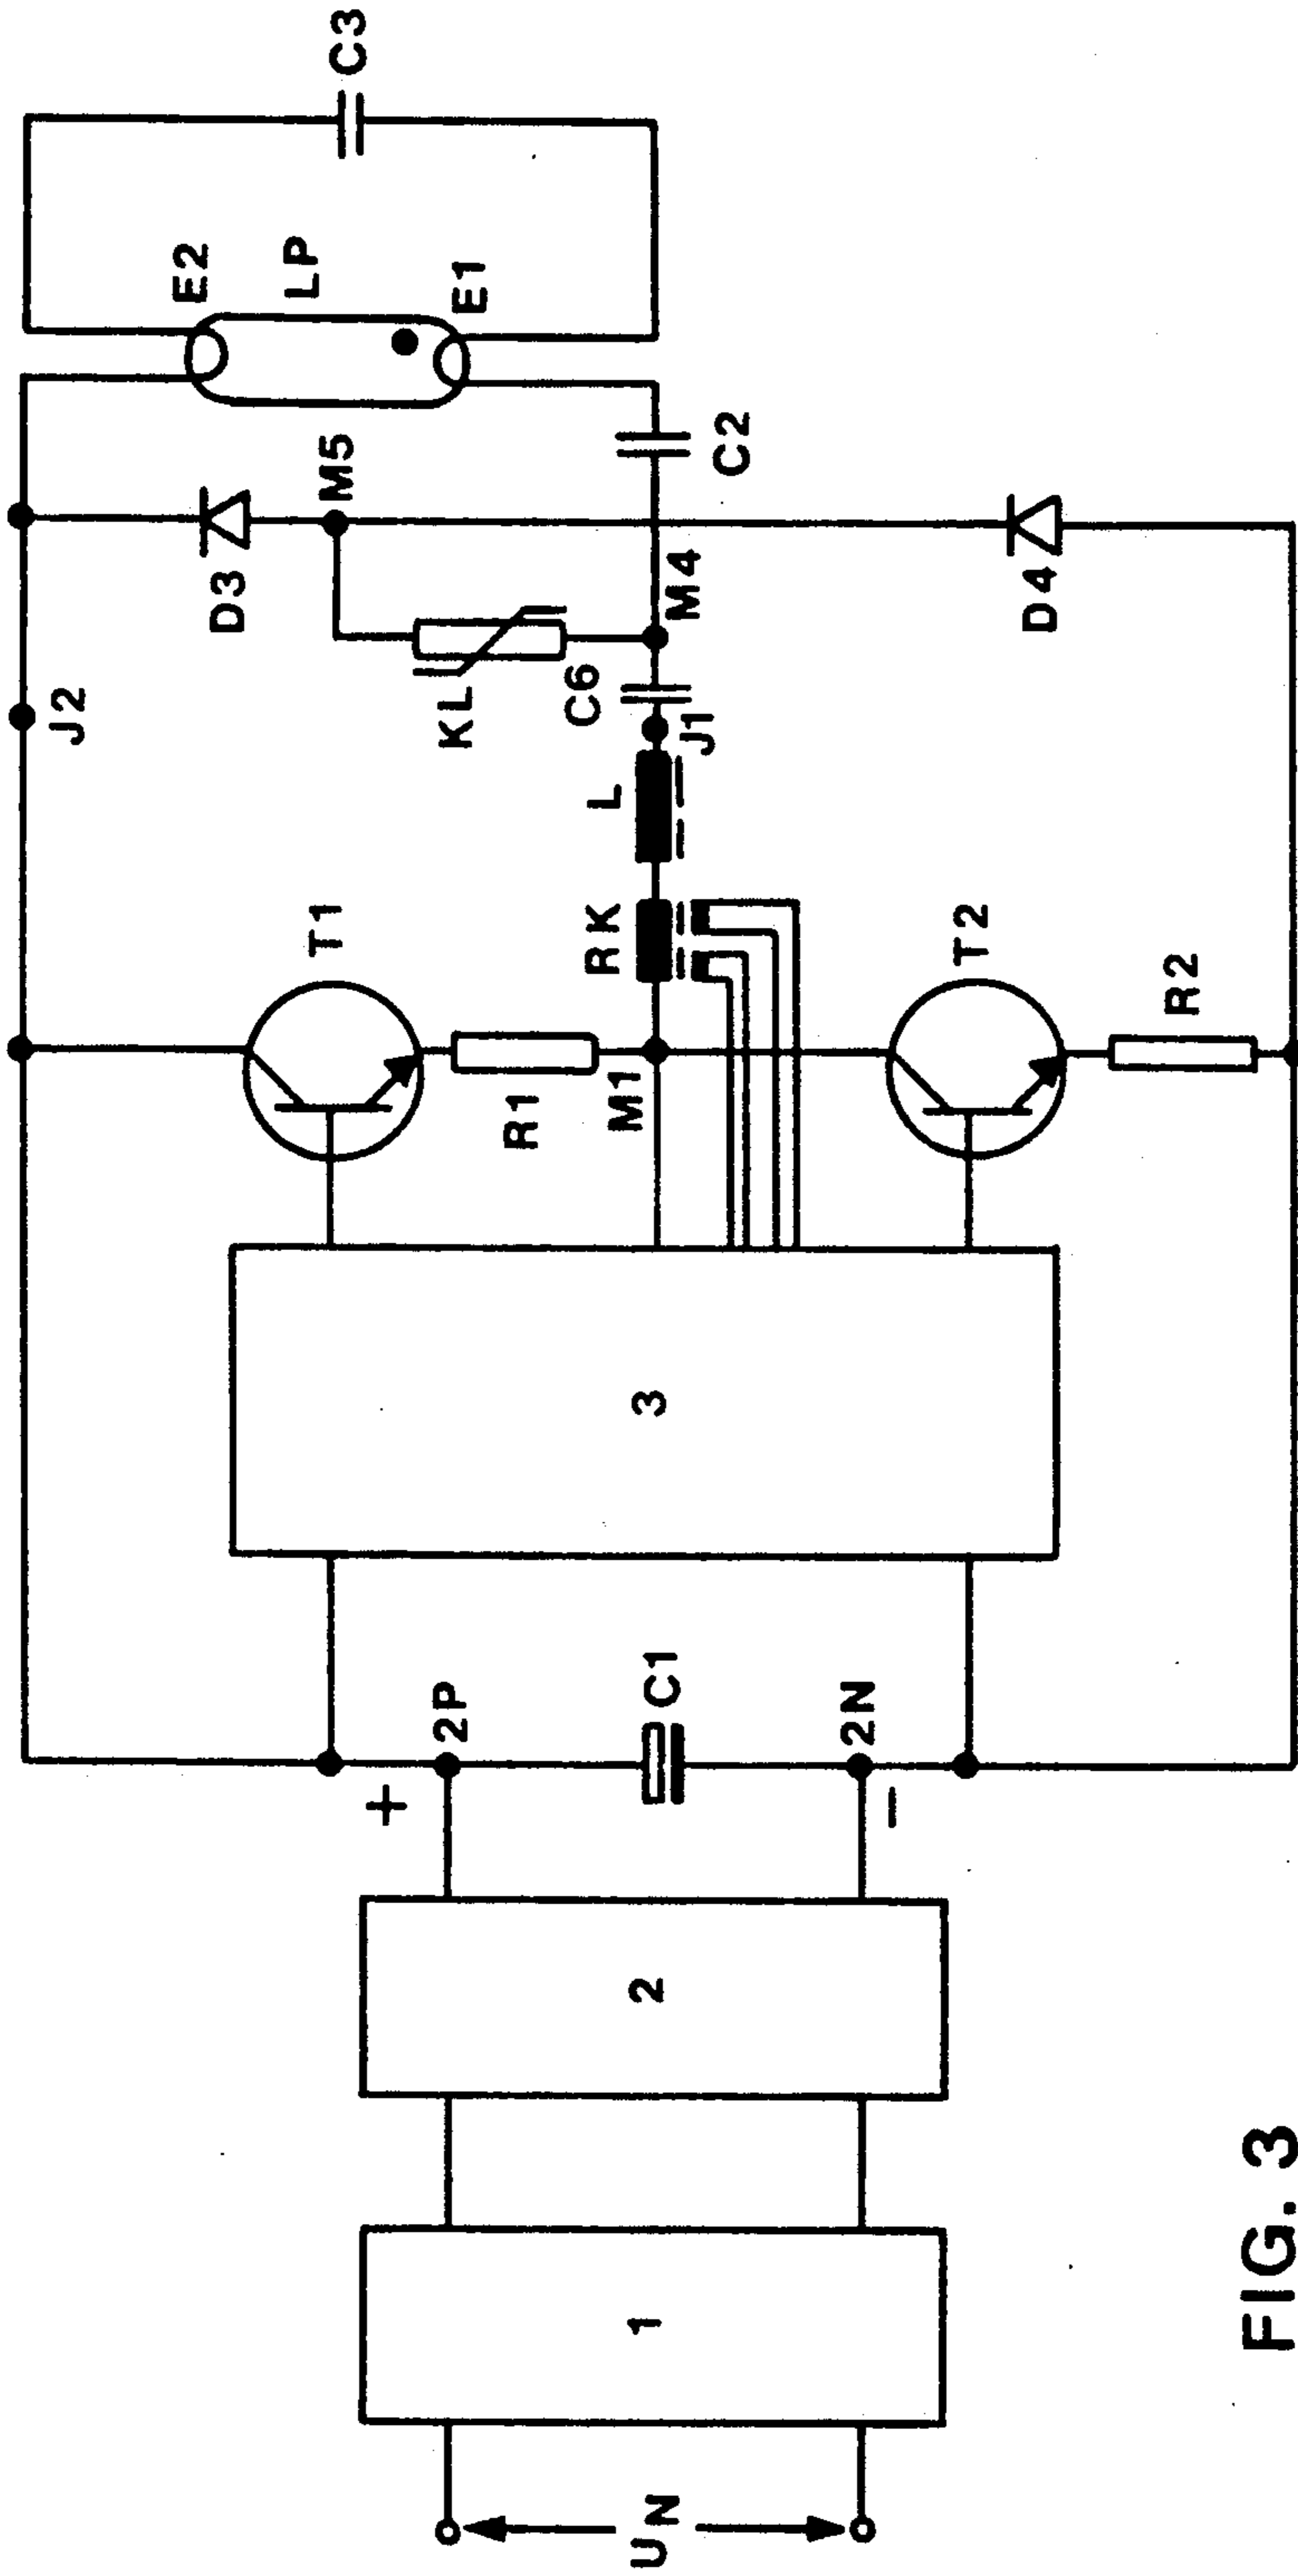 U_N
1
2
+
2P
C1
2N
−
3
T1
R1
M1
RK
L
J1
T2
R2
J2
KL
C6
M4
D3
M5
D4
C2
E2
LP
E1
C3
FIG. 3